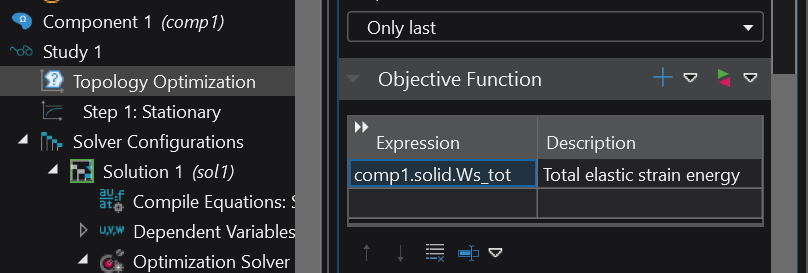 Component 1 (comp1)
Study 1
Topology Optimization
Step 1: Stationary
Solver Configurations
Solution 1 (sol1)
Compile Equations: S
Dependent Variables
Optimization Solver
Only last
Objective Function
Expression Description
comp1.solid.Ws_tot Total elastic strain energy